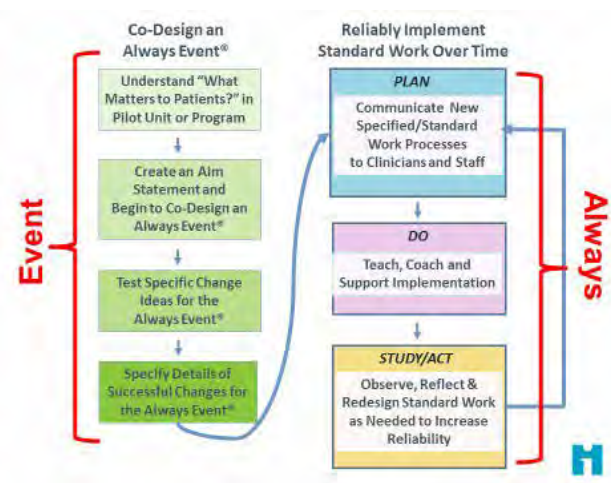 Co-Design an
Always Event®
Understand “What
Matters to Patients?” in
Pilot Unit or Program
Create an Aim
Statement and
Begin to Co-Design an
Always Event®
Test Specific Change
Ideas for the
Always Event®
Specify Details of
Successful Changes for
the Always Event®
Event
Reliably Implement
Standard Work Over Time
PLAN
Communicate New
Specified/Standard
Work Processes
to Clinicians and Staff
DO
Teach, Coach and
Support Implementation
STUDY/ACT
Observe, Reflect &
Redesign Standard Work
as Needed to Increase
Reliability
Always